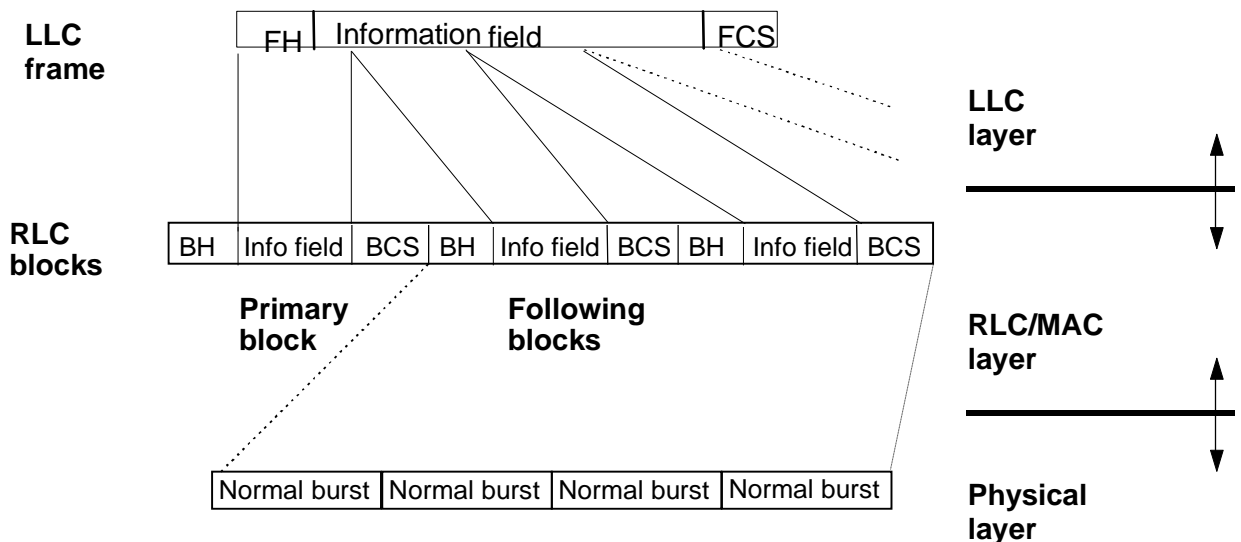 LLC
frame
FH Information field FCS
LLC
layer
RLC
blocks
BH Info field BCS BH Info field BCS BH Info field BCS
Primary
block
Following
blocks
RLC/MAC
layer
Normal burst Normal burst Normal burst Normal burst
Physical
layer